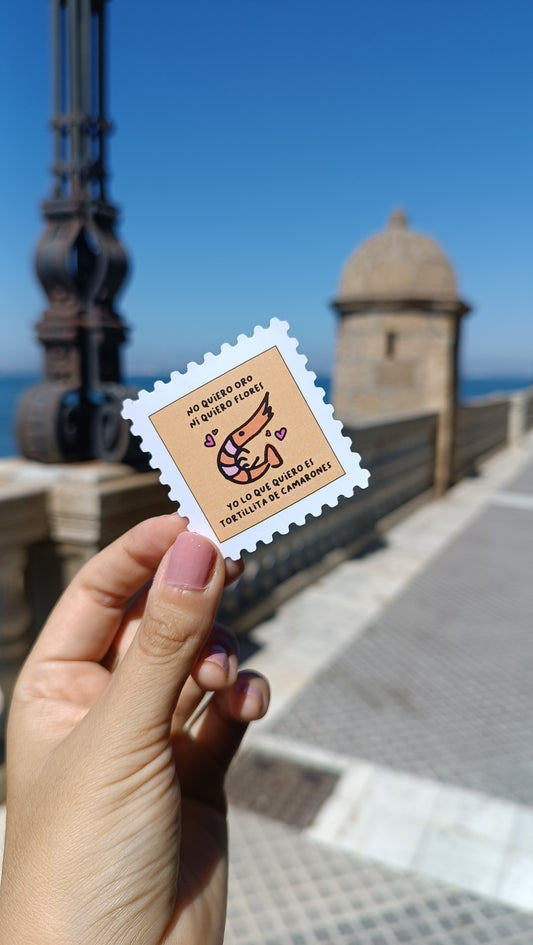 NO QUIERO ORO
NI QUIERO FLORES
YO LO QUE QUIERO ES
TORTILLITA DE CAMARONES